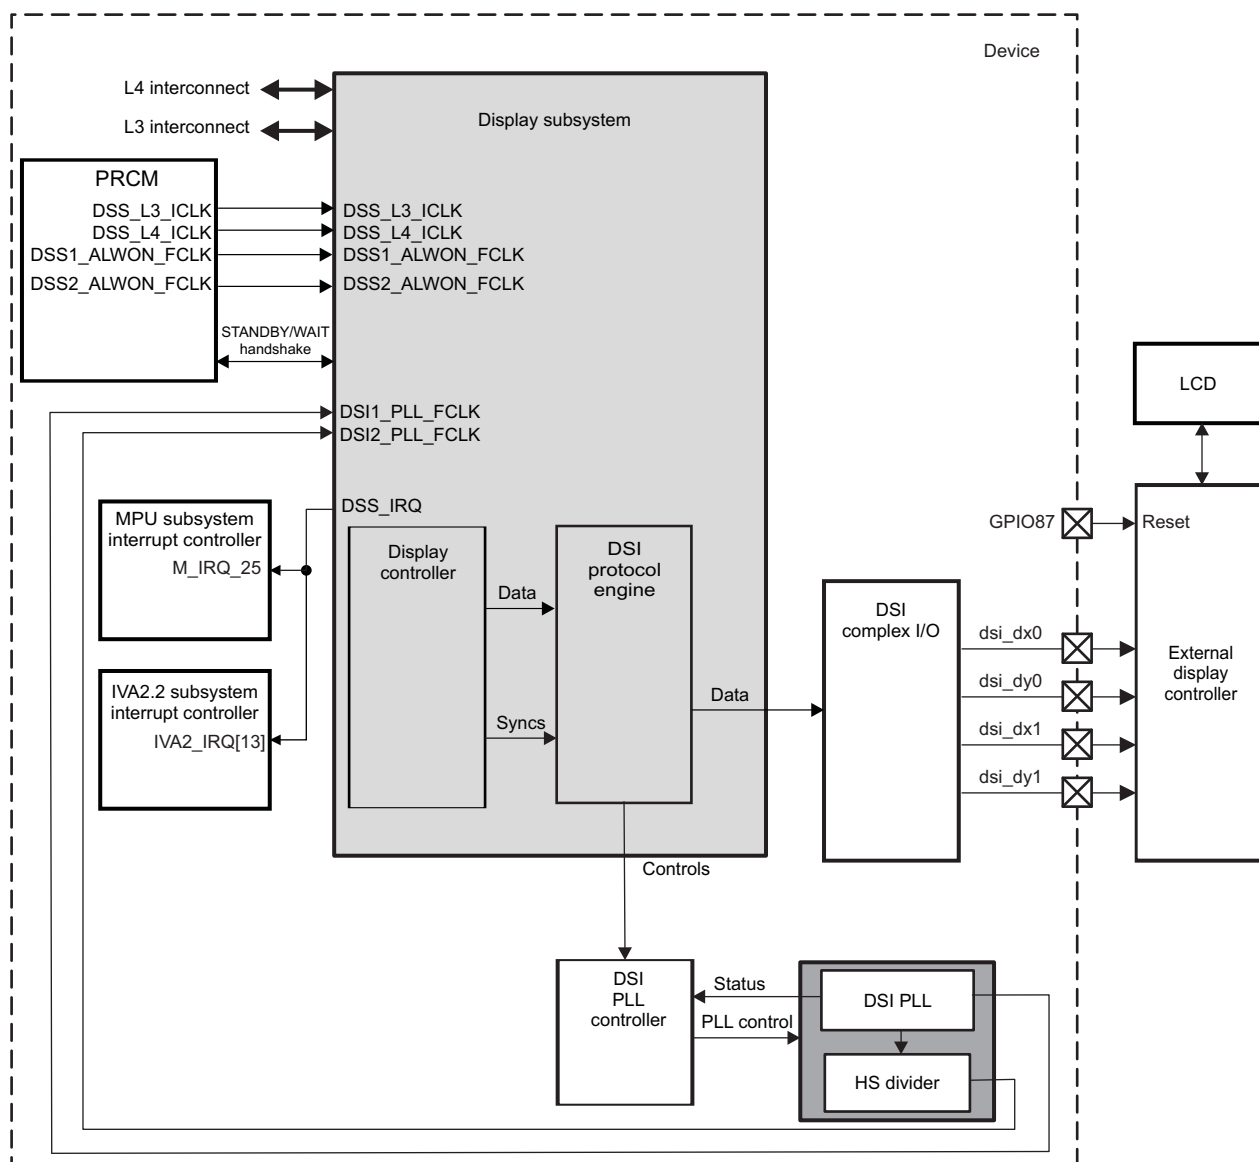 Device
L4 interconnect
L3 interconnect
Display subsystem
PRCM
DSS_L3_ICLK
DSS_L4_ICLK
DSS1_ALWON_FCLK
DSS2_ALWON_FCLK
DSS_L3_ICLK
DSS_L4_ICLK
DSS1_ALWON_FCLK
DSS2_ALWON_FCLK
STANDBY/WAIT
handshake
DSI1_PLL_FCLK
DSI2_PLL_FCLK
LCD
DSS_IRQ
MPU subsystem
interrupt controller
M_IRQ_25
IVA2.2 subsystem
interrupt controller
IVA2_IRQ[13]
Display
controller
Data
Syncs
DSI
protocol
engine
Data
DSI
complex I/O
GPIO87
Reset
dsi_dx0
dsi_dy0
dsi_dx1
dsi_dy1
External
display
controller
Controls
DSI
PLL
controller
Status
PLL control
DSI PLL
HS divider